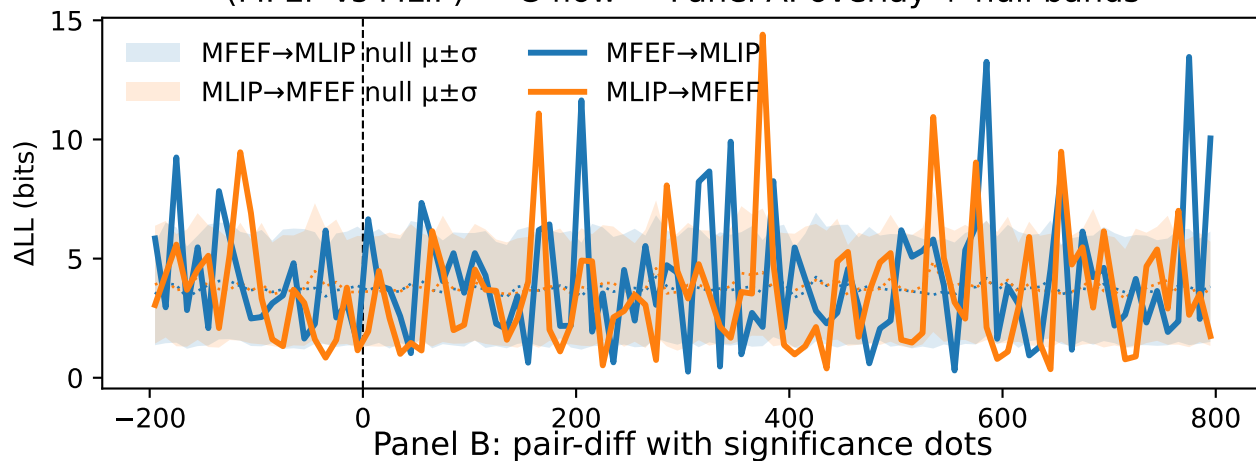 15
MFEF→MLIP null μ±σ
MFEF→MLIP
MLIP→MFEF null μ±σ
MLIP→MFEF
10
5
0
ΔLL (bits)
−200 0 200 400 600 800
Panel B: pair-diff with significance dots